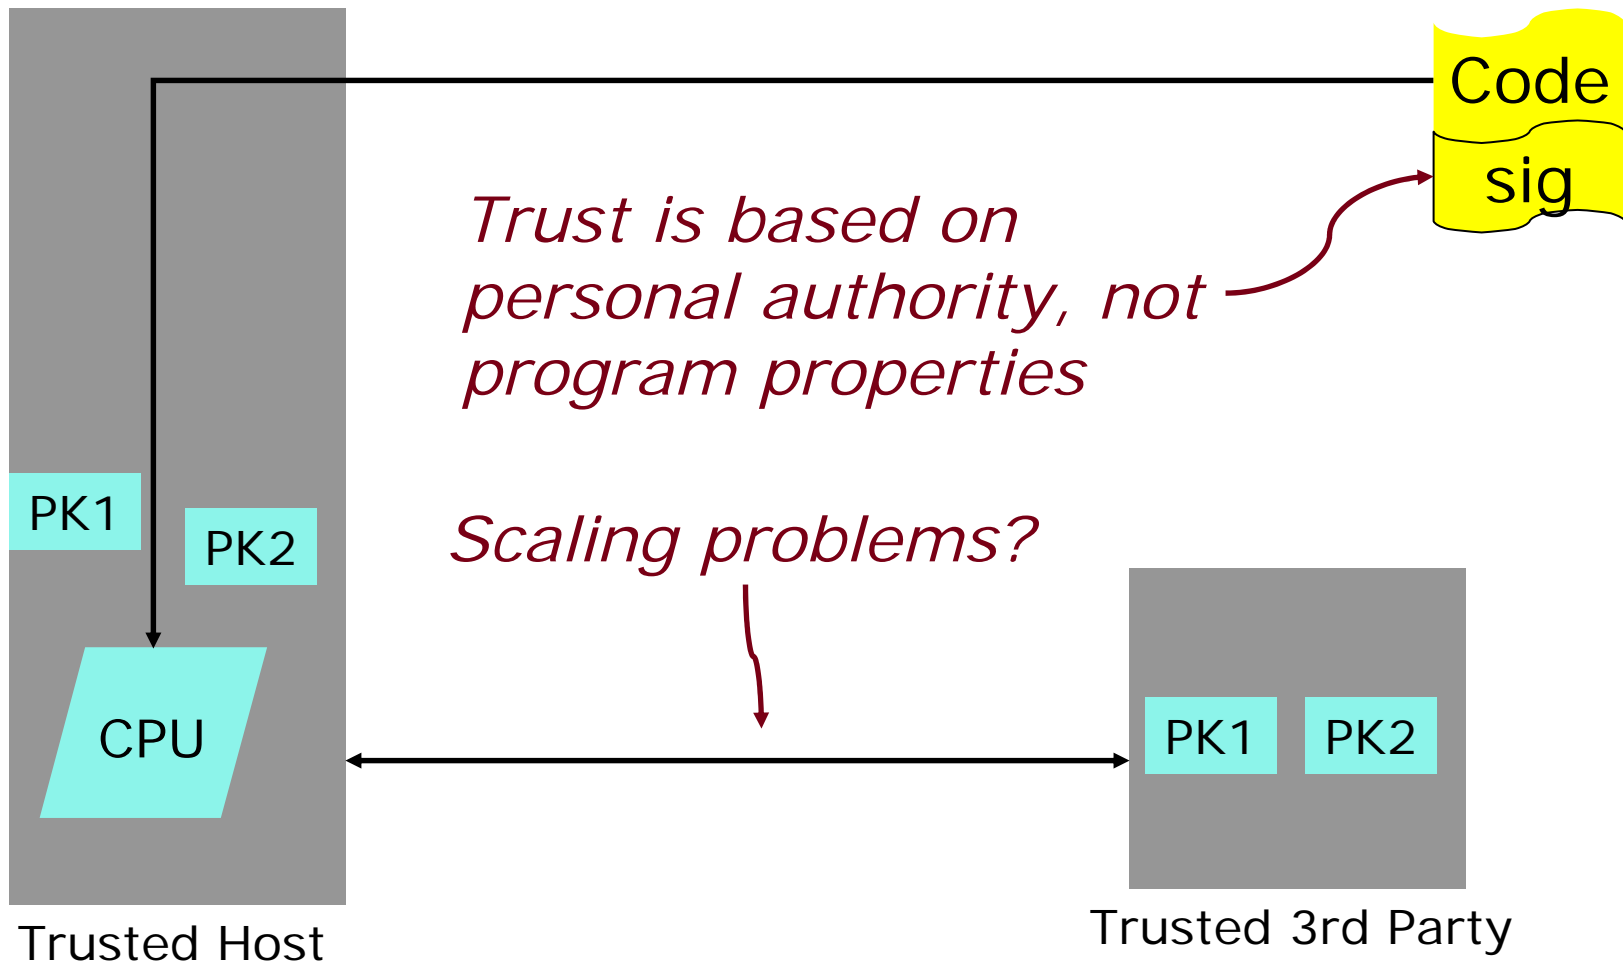 Code
sig
Trust is based on
personal authority, not
program properties
PK1
PK2
Scaling problems?
CPU
PK1
PK2
Trusted Host
Trusted 3rd Party